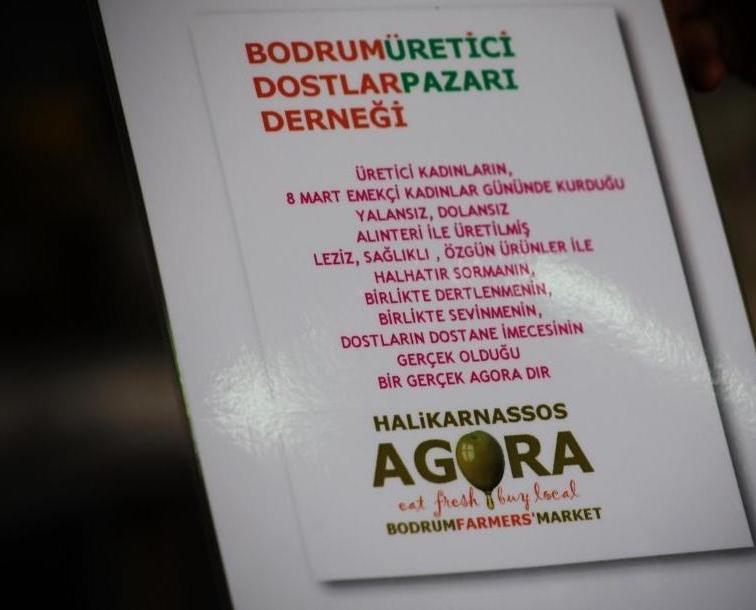 BODRUMÜRETİCİ
DOSTLARPAZARI
DERNEĞİ
ÜRETİCİ KADINLARIN,
8 MART EMEKÇİ KADINLAR GÜNÜNDE KURDUĞU
YALANSIZ, DOLANSIZ
ALINTERİ İLE ÜRETİLMİŞ
LEZİZ, SAĞLIKLI , ÖZGÜN ÜRÜNLER İLE
HALHATIR SORMANIN,
BİRLİKTE DERTLENMENİN,
BİRLİKTE SEVİNMENİN,
DOSTLARIN DOSTANE İMECESİNİN
GERÇEK OLDUĞU
BİR GERÇEK AGORA DIR
HALiKARNASSOS
AGORA
eat fresh buy local
BODRUMFARMERS'MARKET